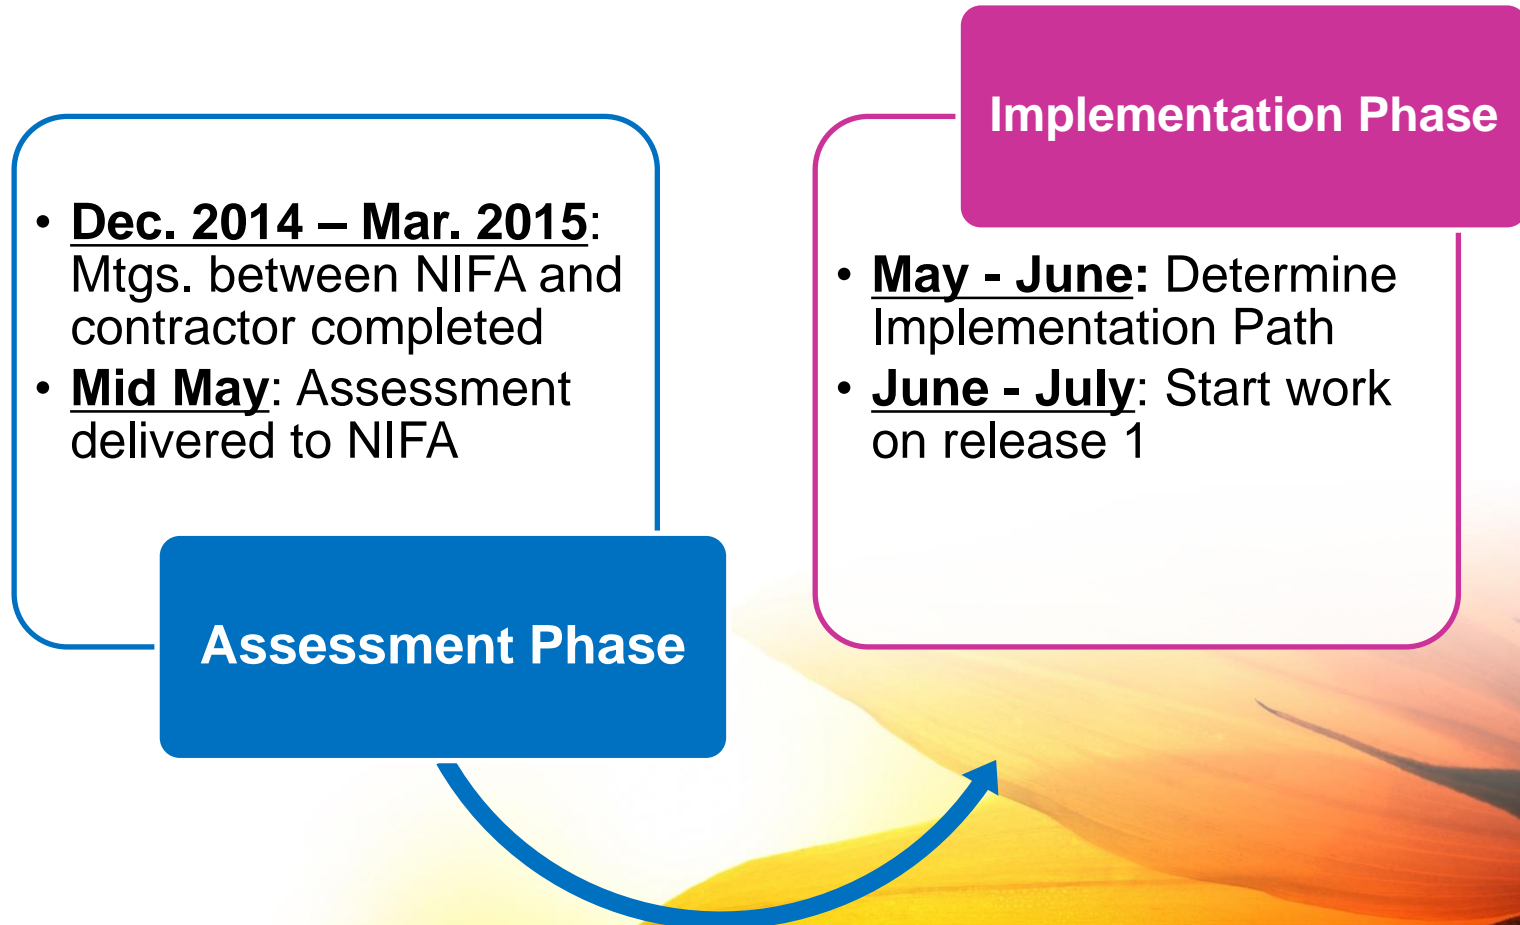 • Dec. 2014 – Mar. 2015:
Mtgs. between NIFA and
contractor completed
• Mid May: Assessment
delivered to NIFA
Assessment Phase
Implementation Phase
• May - June: Determine
Implementation Path
• June - July: Start work
on release 1